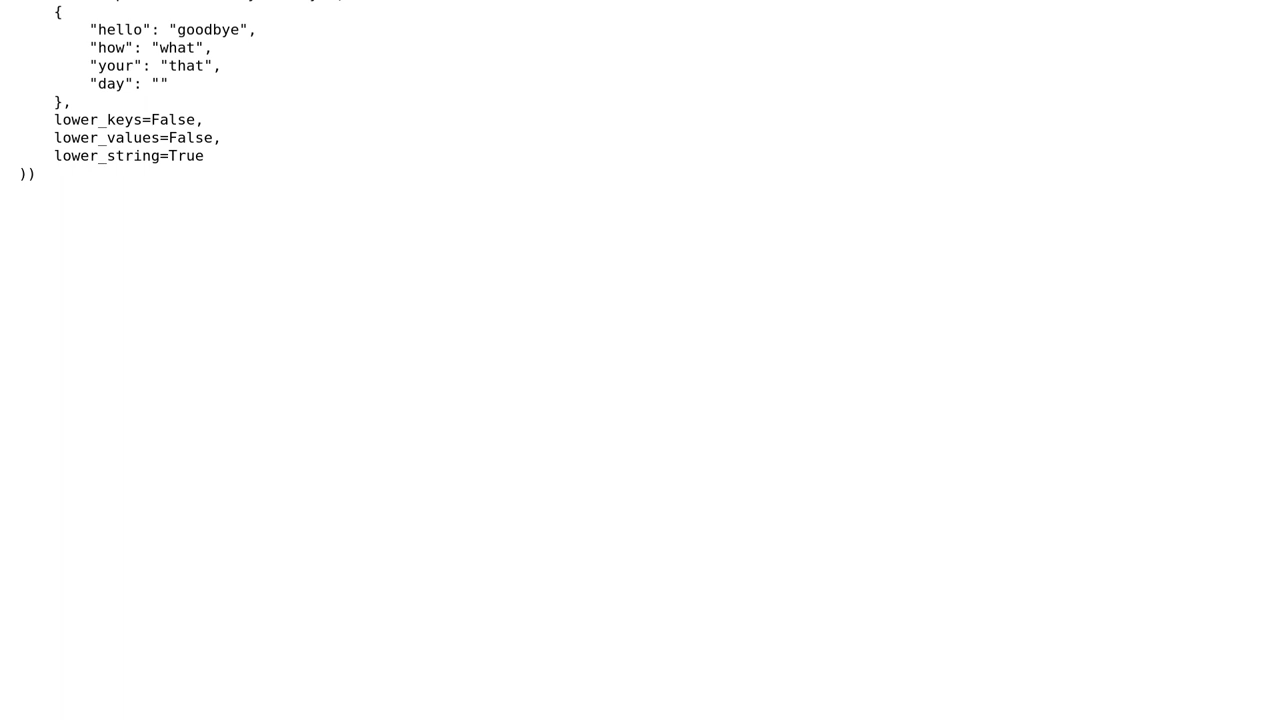 {
        "hello": "goodbye",
        "how": "what",
        "your": "that",
        "day": ""
    },
    lower_keys=False,
    lower_values=False,
    lower_string=True
))